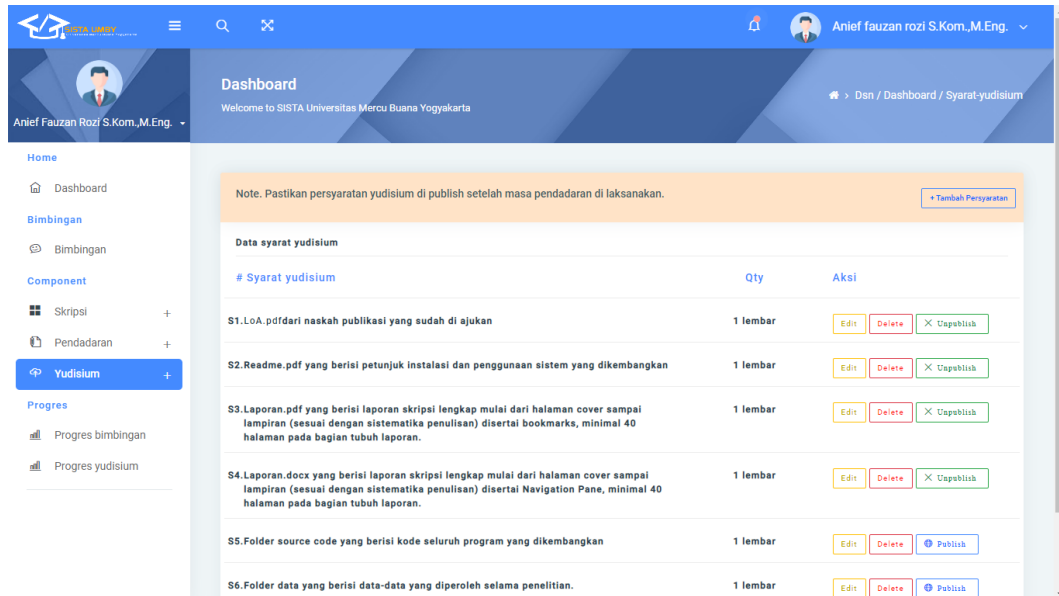 SISTA UMBY
Anief fauzan rozi S.Kom.,M.Eng.
Anief Fauzan Rozi S.Kom.,M.Eng.
Dashboard
Welcome to SISTA Universitas Mercu Buana Yogyakarta
> Dsn / Dashboard / Syarat-yudisium
Home
Dashboard
Bimbingan
Bimbingan
Component
Skripsi +
Pendadaran +
Yudisium +
Progres
Progres bimbingan
Progres yudisium
Note. Pastikan persyaratan yudisium di publish setelah masa pendadaran di laksanakan.
+ Tambah Persyaratan
Data syarat yudisium
# Syarat yudisium Qty Aksi
S1.LoA.pdfdari naskah publikasi yang sudah di ajukan 1 lembar Edit Delete X Unpublish
S2.Readme.pdf yang berisi petunjuk instalasi dan penggunaan sistem yang dikembangkan 1 lembar Edit Delete X Unpublish
S3.Laporan.pdf yang berisi laporan skripsi lengkap mulai dari halaman cover sampai 1 lembar Edit Delete X Unpublish
lampiran (sesuai dengan sistematika penulisan) disertai bookmarks, minimal 40
halaman pada bagian tubuh laporan.
S4.Laporan.docx yang berisi laporan skripsi lengkap mulai dari halaman cover sampai 1 lembar Edit Delete X Unpublish
lampiran (sesuai dengan sistematika penulisan) disertai Navigation Pane, minimal 40
halaman pada bagian tubuh laporan.
S5.Folder source code yang berisi kode seluruh program yang dikembangkan 1 lembar Edit Delete Publish
S6.Folder data yang berisi data-data yang diperoleh selama penelitian. 1 lembar Edit Delete Publish